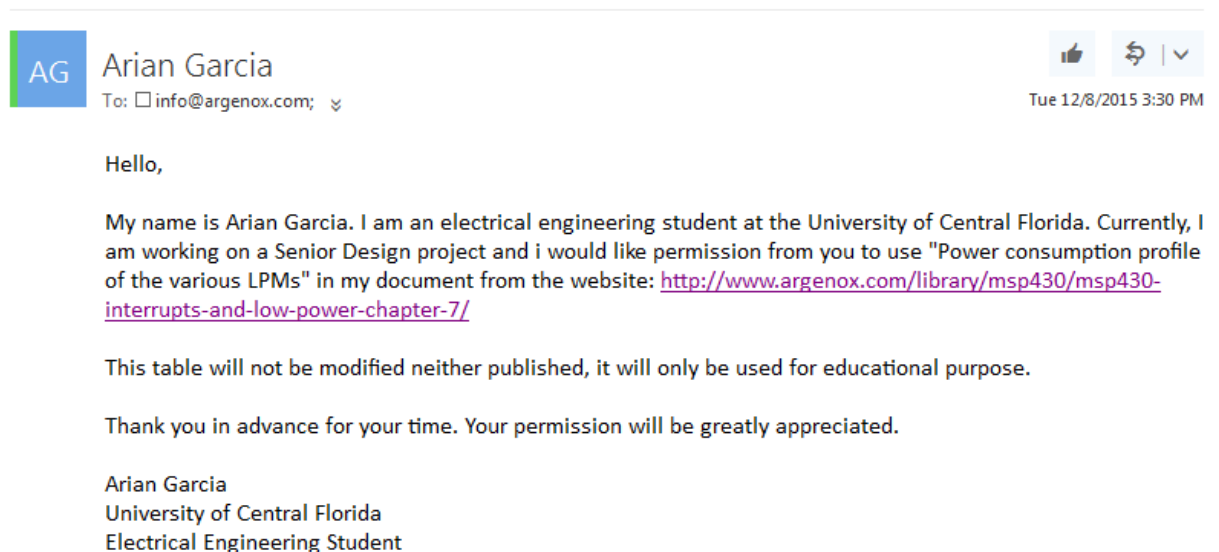 AG
Arian Garcia
To: info@argenox.com;
Tue 12/8/2015 3:30 PM
Hello,
My name is Arian Garcia. I am an electrical engineering student at the University of Central Florida. Currently, I
am working on a Senior Design project and i would like permission from you to use "Power consumption profile
of the various LPMs" in my document from the website: http://www.argenox.com/library/msp430/msp430-
interrupts-and-low-power-chapter-7/
This table will not be modified neither published, it will only be used for educational purpose.
Thank you in advance for your time. Your permission will be greatly appreciated.
Arian Garcia
University of Central Florida
Electrical Engineering Student